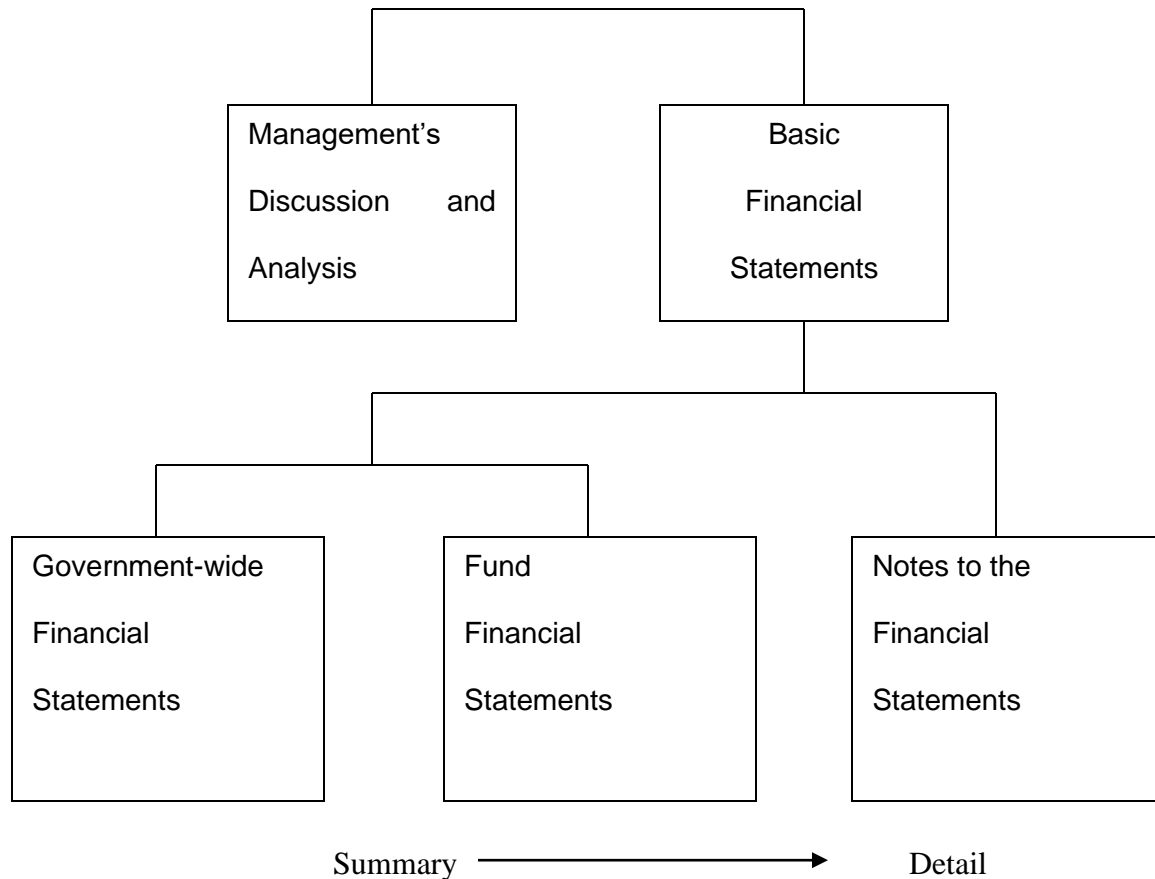 Management’s
Discussion and
Analysis
Basic
Financial
Statements
Government-wide
Financial
Statements
Fund
Financial
Statements
Notes to the
Financial
Statements
Summary Detail